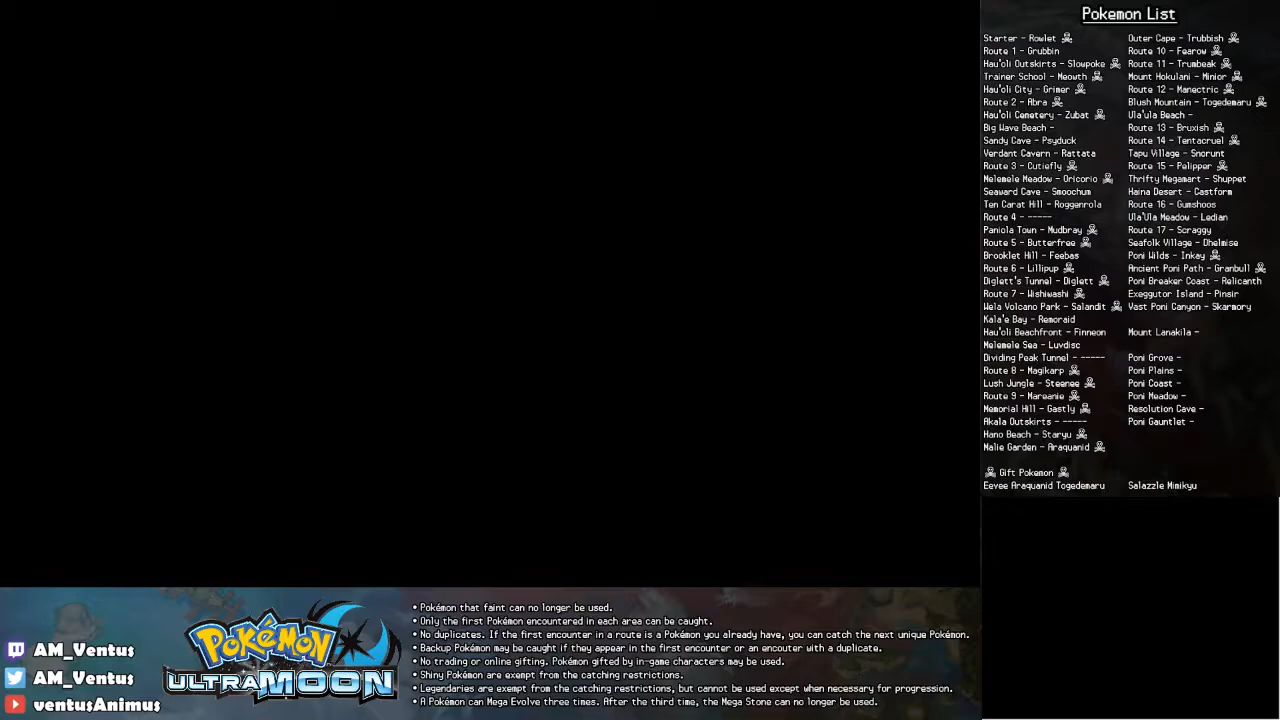 Pokemon List
Starter - Rowlet ☠
Route 1 - Grubbin
Hau'oli Outskirts - Slowpoke ☠
Trainer School - Meowth ☠
Hau'oli City - Grimer ☠
Route 2 - Abra ☠
Hau'oli Cemetery - Zubat ☠
Big Wave Beach -
Sandy Cave - Psyduck
Verdant Cavern - Rattata
Route 3 - Cutiefly ☠
Melemele Meadow - Oricorio ☠
Seaward Cave - Smoochum
Ten Carat Hill - Roggenrola
Route 4 - -----
Paniola Town - Mudbray ☠
Route 5 - Butterfree ☠
Brooklet Hill - Feebas
Route 6 - Lillipup ☠
Diglett's Tunnel - Diglett ☠
Route 7 - Wishiwashi ☠
Wela Volcano Park - Salandit ☠
Kala'e Bay - Remoraid
Hau'oli Beachfront - Finneon
Melemele Sea - Luvdisc
Dividing Peak Tunnel - -----
Route 8 - Magikarp ☠
Lush Jungle - Steenee ☠
Route 9 - Mareanie ☠
Memorial Hill - Gastly ☠
Akala Outskirts - -----
Hano Beach - Staryu ☠
Malie Garden - Araquanid ☠
Outer Cape - Trubbish ☠
Route 10 - Fearow ☠
Route 11 - Trumbeak ☠
Mount Hokulani - Minior ☠
Route 12 - Manectric ☠
Blush Mountain - Togedemaru ☠
Ula'ula Beach -
Route 13 - Bruxish ☠
Route 14 - Tentacruel ☠
Tapu Village - Snorunt
Route 15 - Pelipper ☠
Thrifty Megamart - Shuppet
Haina Desert - Castform
Route 16 - Gumshoos
Ula'Ula Meadow - Ledian
Route 17 - Scraggy
Seafolk Village - Dhelmise
Poni Wilds - Inkay ☠
Ancient Poni Path - Granbull ☠
Poni Breaker Coast - Relicanth
Exeggutor Island - Pinsir
Vast Poni Canyon - Skarmory
Mount Lanakila -
Poni Grove -
Poni Plains -
Poni Coast -
Poni Meadow -
Resolution Cave -
Poni Gauntlet -
☠ Gift Pokemon ☠
Eevee Araquanid Togedemaru Salazzle Mimikyu
AM_Ventus
AM_Ventus
ventusAnimus
POKéMON
ULTRA MOON
• Pokémon that faint can no longer be used.
• Only the first Pokémon encountered in each area can be caught.
• No duplicates. If the first encounter in a route is a Pokémon you already have, you can catch the next unique Pokémon.
• Backup Pokémon may be caught if they appear in the first encounter or an encouter with a duplicate.
• No trading or online gifting. Pokémon gifted by in-game characters may be used.
• Shiny Pokémon are exempt from the catching restrictions.
• Legendaries are exempt from the catching restrictions, but cannot be used except when necessary for progression.
• A Pokémon can Mega Evolve three times. After the third time, the Mega Stone can no longer be used.